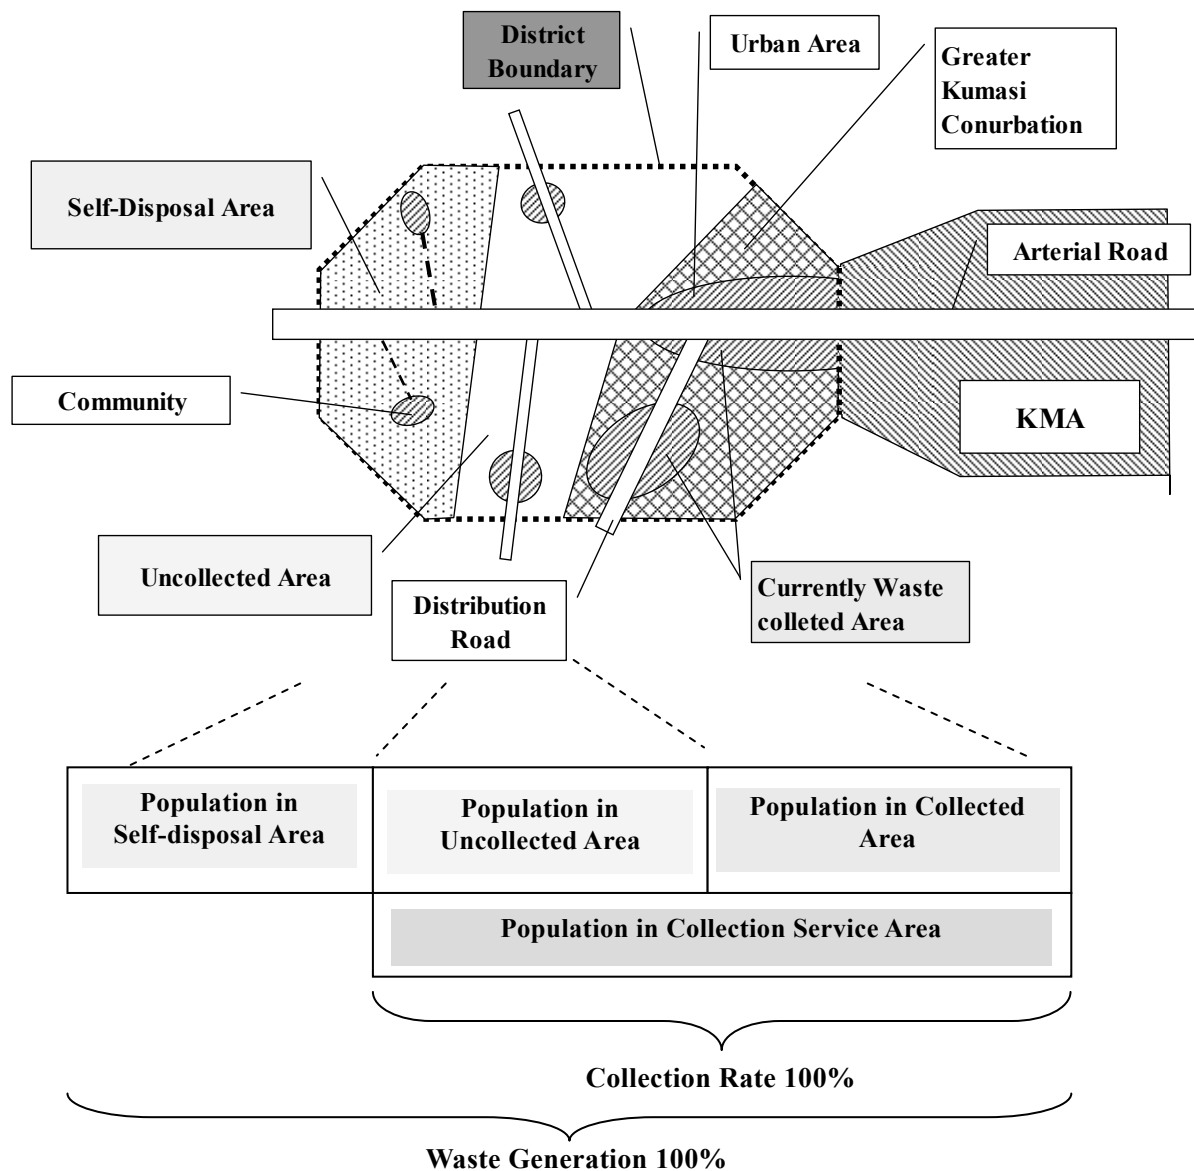 District
Boundary
Urban Area
Greater
Kumasi
Conurbation
Self-Disposal Area
Arterial Road
Community
KMA
Uncollected Area
Distribution
Road
Currently Waste
colleted Area
Population in
Self-disposal Area
Population in
Uncollected Area
Population in Collected
Area
Population in Collection Service Area
Collection Rate 100%
Waste Generation 100%